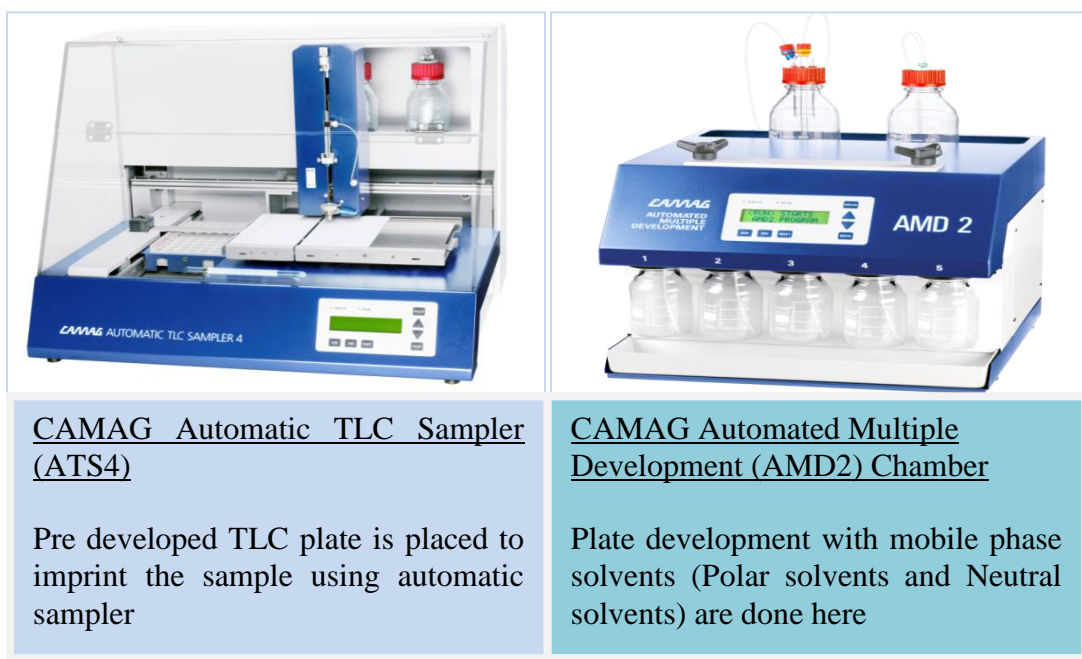 CAMAG AUTOMATIC TLC SAMPLER 4
CAMAG
AUTOMATED
MULTIPLE
DEVELOPMENT
AMD2 PROGRAM
AMD 2
1 2 3 4 5
CAMAG Automatic TLC Sampler
(ATS4)
Pre developed TLC plate is placed to
imprint the sample using automatic
sampler
CAMAG Automated Multiple
Development (AMD2) Chamber
Plate development with mobile phase
solvents (Polar solvents and Neutral
solvents) are done here